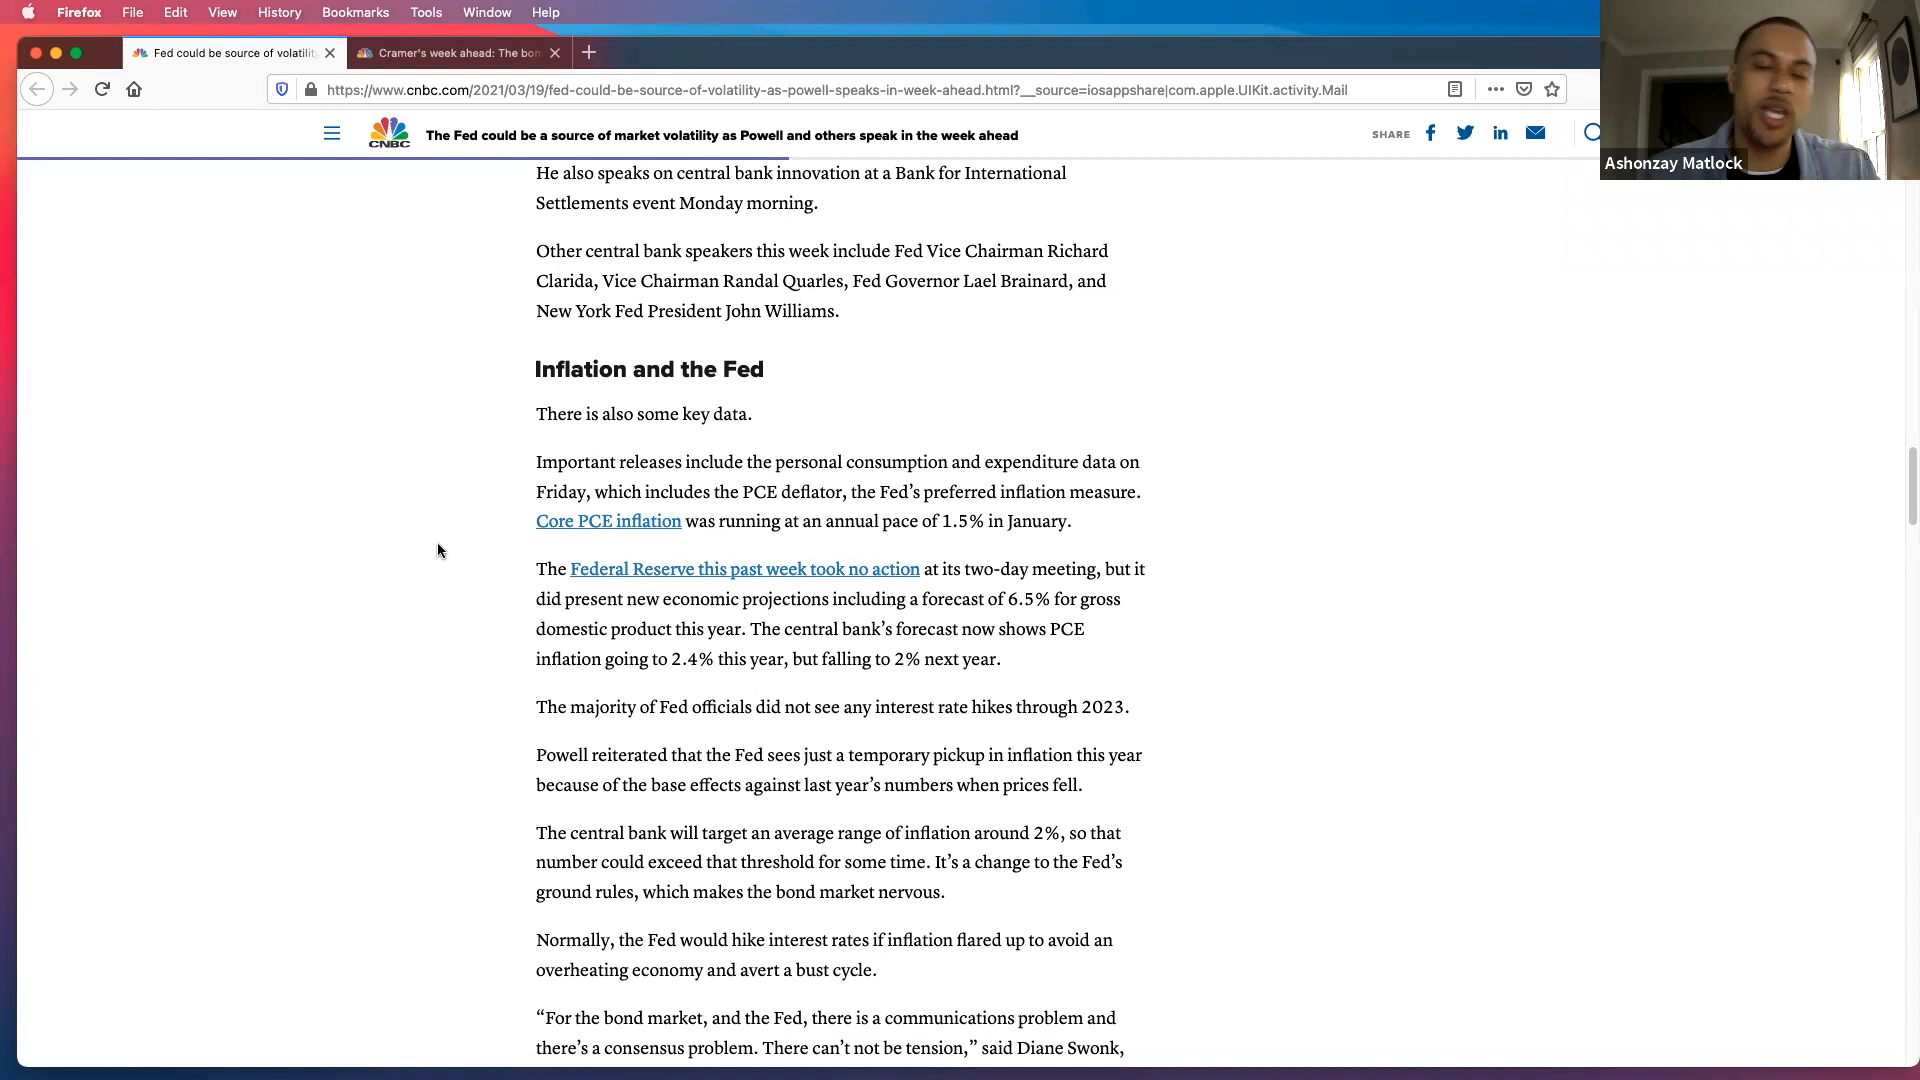 Firefox File Edit View History Bookmarks Tools Window Help
Fed could be source of volatility
Cramer's week ahead: The bon
https://www.cnbc.com/2021/03/19/fed-could-be-source-of-volatility-as-powell-speaks-in-week-ahead.html?__source=iosappshare|com.apple.UIKit.activity.Mail
CNBC
The Fed could be a source of market volatility as Powell and others speak in the week ahead
SHARE
Ashonzay Matlock
He also speaks on central bank innovation at a Bank for International
Settlements event Monday morning.
Other central bank speakers this week include Fed Vice Chairman Richard
Clarida, Vice Chairman Randal Quarles, Fed Governor Lael Brainard, and
New York Fed President John Williams.
Inflation and the Fed
There is also some key data.
Important releases include the personal consumption and expenditure data on
Friday, which includes the PCE deflator, the Fed’s preferred inflation measure.
Core PCE inflation was running at an annual pace of 1.5% in January.
The Federal Reserve this past week took no action at its two-day meeting, but it
did present new economic projections including a forecast of 6.5% for gross
domestic product this year. The central bank’s forecast now shows PCE
inflation going to 2.4% this year, but falling to 2% next year.
The majority of Fed officials did not see any interest rate hikes through 2023.
Powell reiterated that the Fed sees just a temporary pickup in inflation this year
because of the base effects against last year’s numbers when prices fell.
The central bank will target an average range of inflation around 2%, so that
number could exceed that threshold for some time. It’s a change to the Fed’s
ground rules, which makes the bond market nervous.
Normally, the Fed would hike interest rates if inflation flared up to avoid an
overheating economy and avert a bust cycle.
“For the bond market, and the Fed, there is a communications problem and
there’s a consensus problem. There can’t not be tension,” said Diane Swonk,